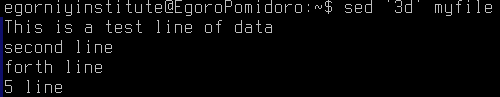 egorniyinstitute@EgoroPomidoro:~$ sed '3d' myfile
This is a test line of data
second line
forth line
5 line